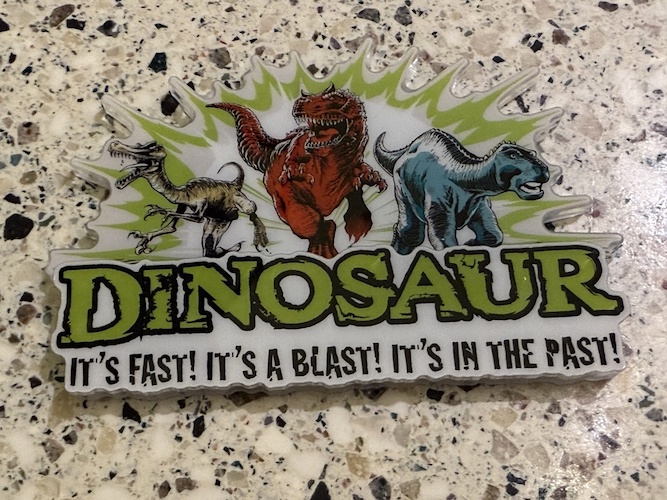 DINOSAUR
IT'S FAST! IT'S A BLAST! IT'S IN THE PAST!